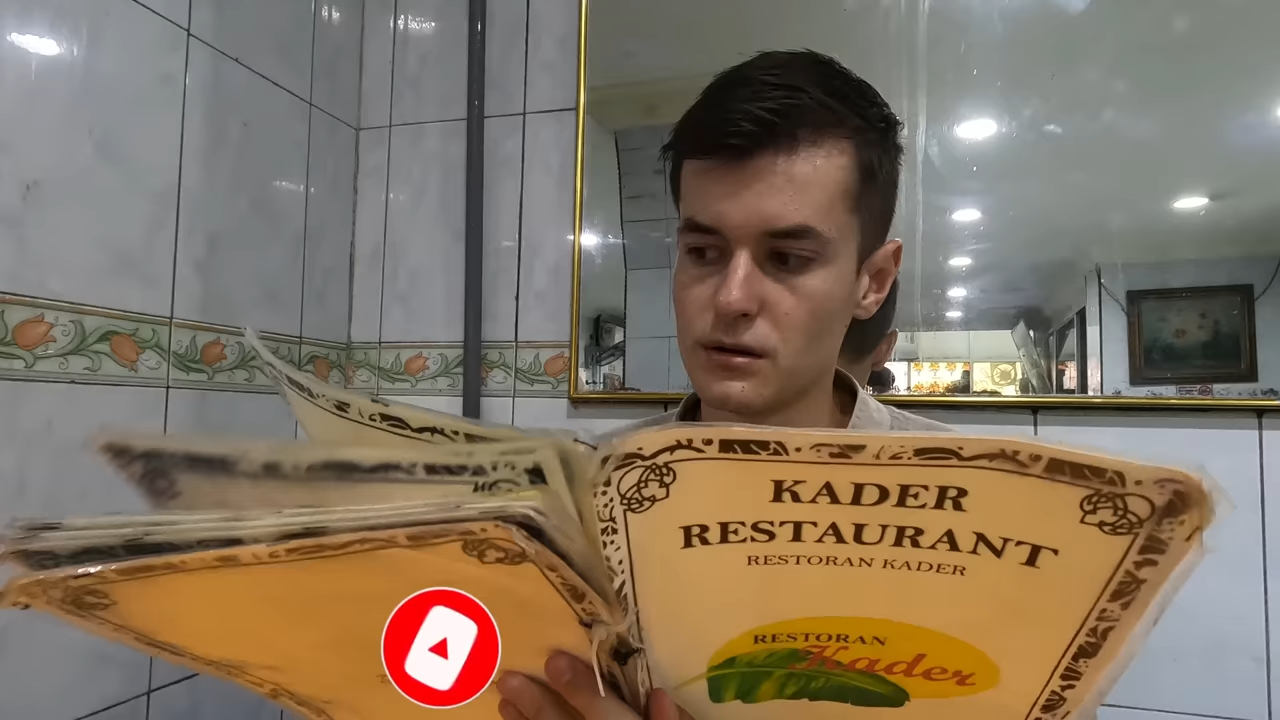 KADER
RESTAURANT
RESTORAN KADER
RESTORAN
Kader